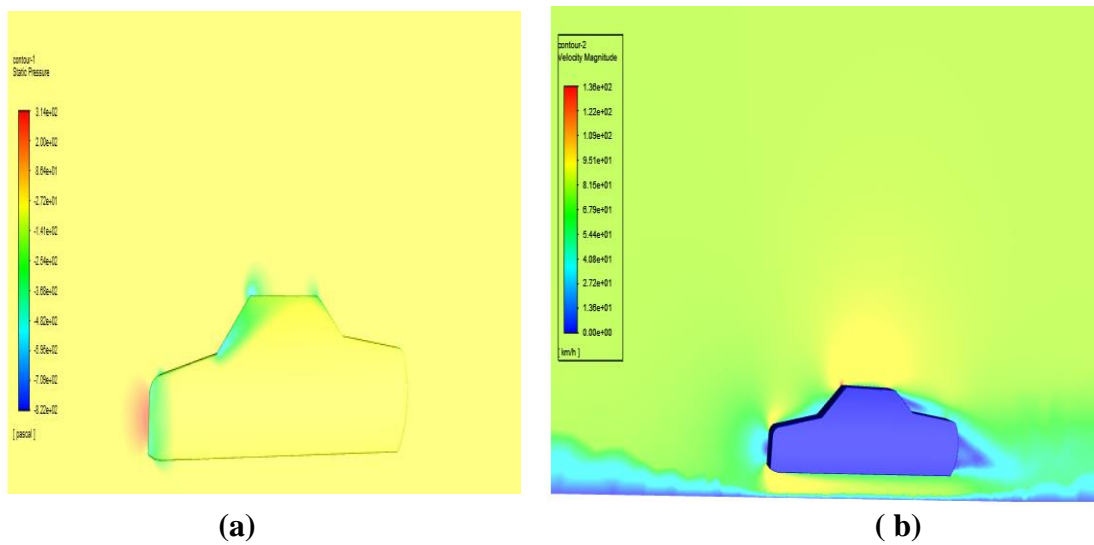 contour-1
Static Pressure
3.14e+02
2.00e+02
8.64e+01
-2.72e+01
-1.41e+02
-2.54e+02
-3.68e+02
-4.82e+02
-5.95e+02
-7.09e+02
-8.22e+02
[ pascal ]
contour-2
Velocity Magnitude
1.36e+02
1.22e+02
1.09e+02
9.51e+01
8.15e+01
6.79e+01
5.44e+01
4.08e+01
2.72e+01
1.36e+01
0.00e+00
[ km/h ]
(a)
( b)